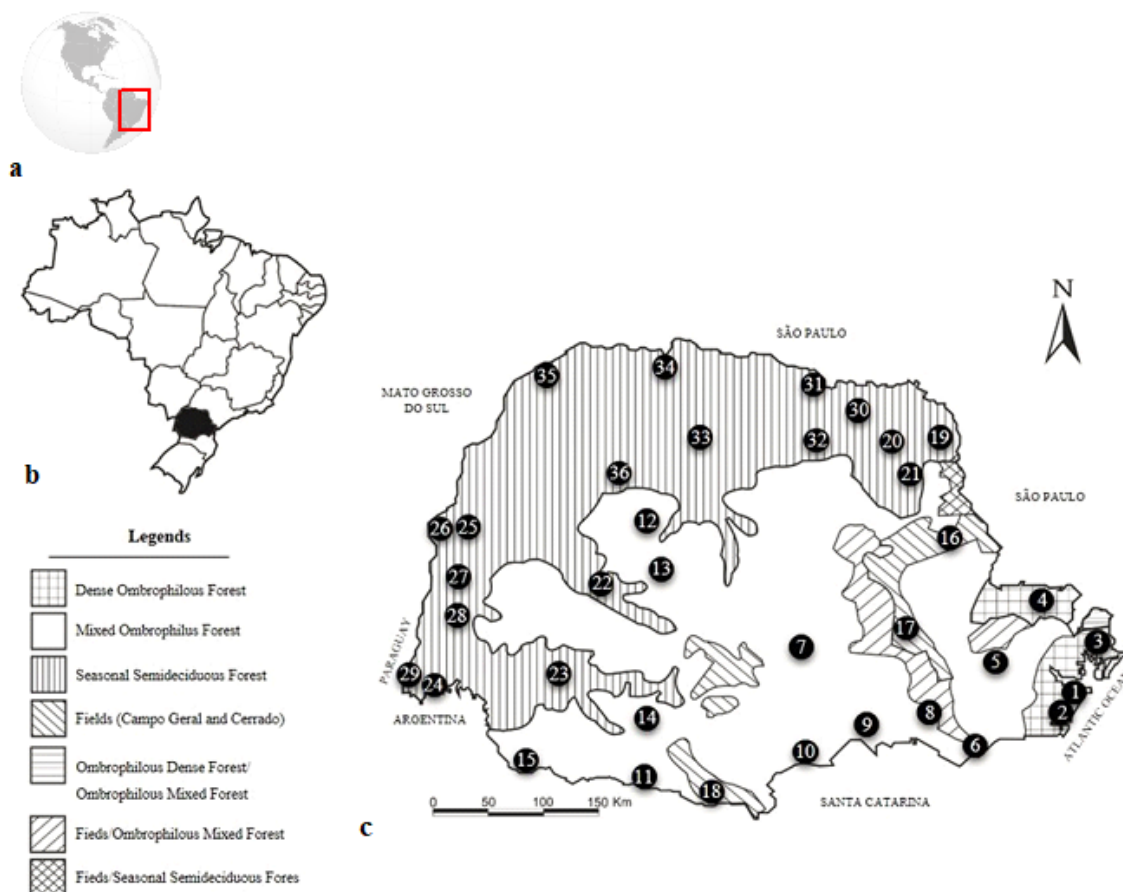 a
b
Legends
Dense Ombrophilous Forest
Mixed Ombrophilus Forest
Seasonal Semideciduous Forest
Fields (Campo Geral and Cerrado)
Ombrophilous Dense Forest/
Ombrophilous Mixed Forest
Fieds/Ombrophilous Mixed Forest
Fieds/Seasonal Semideciduous Fores
N
SÃO PAULO
MATO GROSSO
DO SUL
SÃO PAULO
PARAGUAY
ARGENTINA
SANTA CATARINA
ATLANTIC OCEAN
34
35
31
30
33
32
20
19
36
21
12
26
25
16
13
27
22
4
28
17
3
7
5
29
24
23
1
2
14
8
9
6
10
15
11
18
0 50 100 150 Km
c